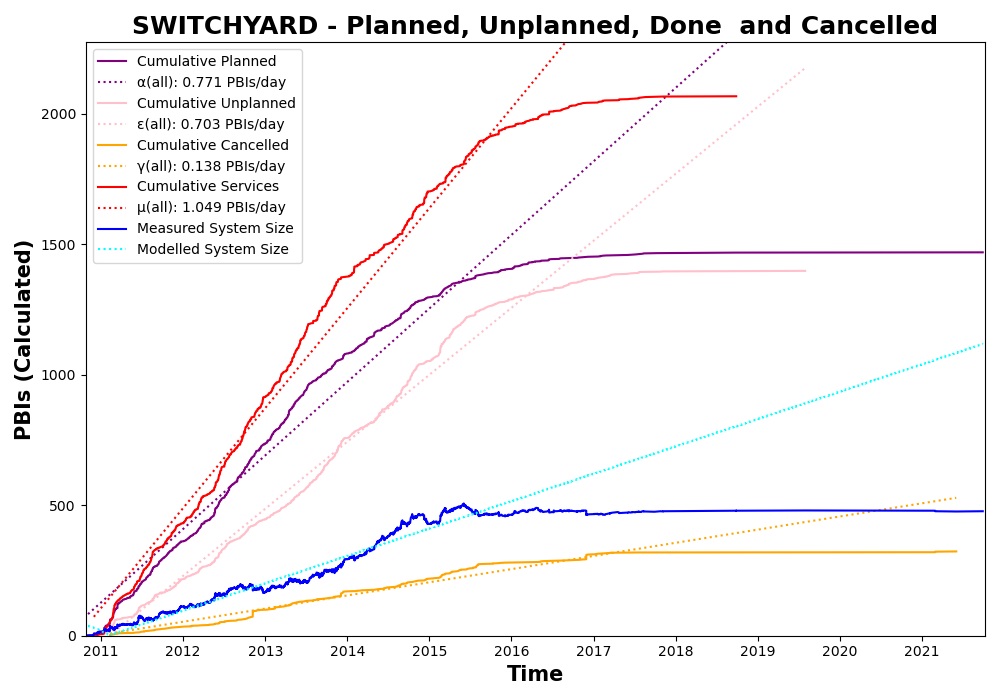 SWITCHYARD - Planned, Unplanned, Done  and Cancelled
Cumulative Planned
α(all): 0.771 PBIs/day
Cumulative Unplanned
ε(all): 0.703 PBIs/day
Cumulative Cancelled
γ(all): 0.138 PBIs/day
Cumulative Services
μ(all): 1.049 PBIs/day
Measured System Size
Modelled System Size
PBIs (Calculated)
2000
1500
1000
500
0
2011 2012 2013 2014 2015 2016 2017 2018 2019 2020 2021
Time